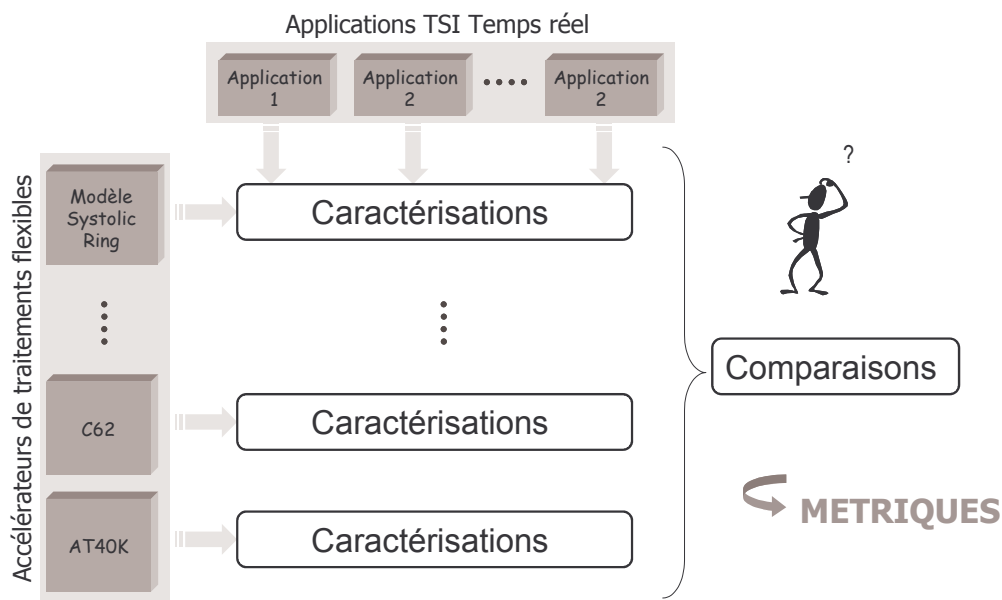 Applications TSI Temps réel
Application
1
Application
2
Application
2
Accélérateurs de traitements flexibles
Modèle
Systolic
Ring
Caractérisations
?
Comparaisons
C62
Caractérisations
METRIQUES
AT40K
Caractérisations